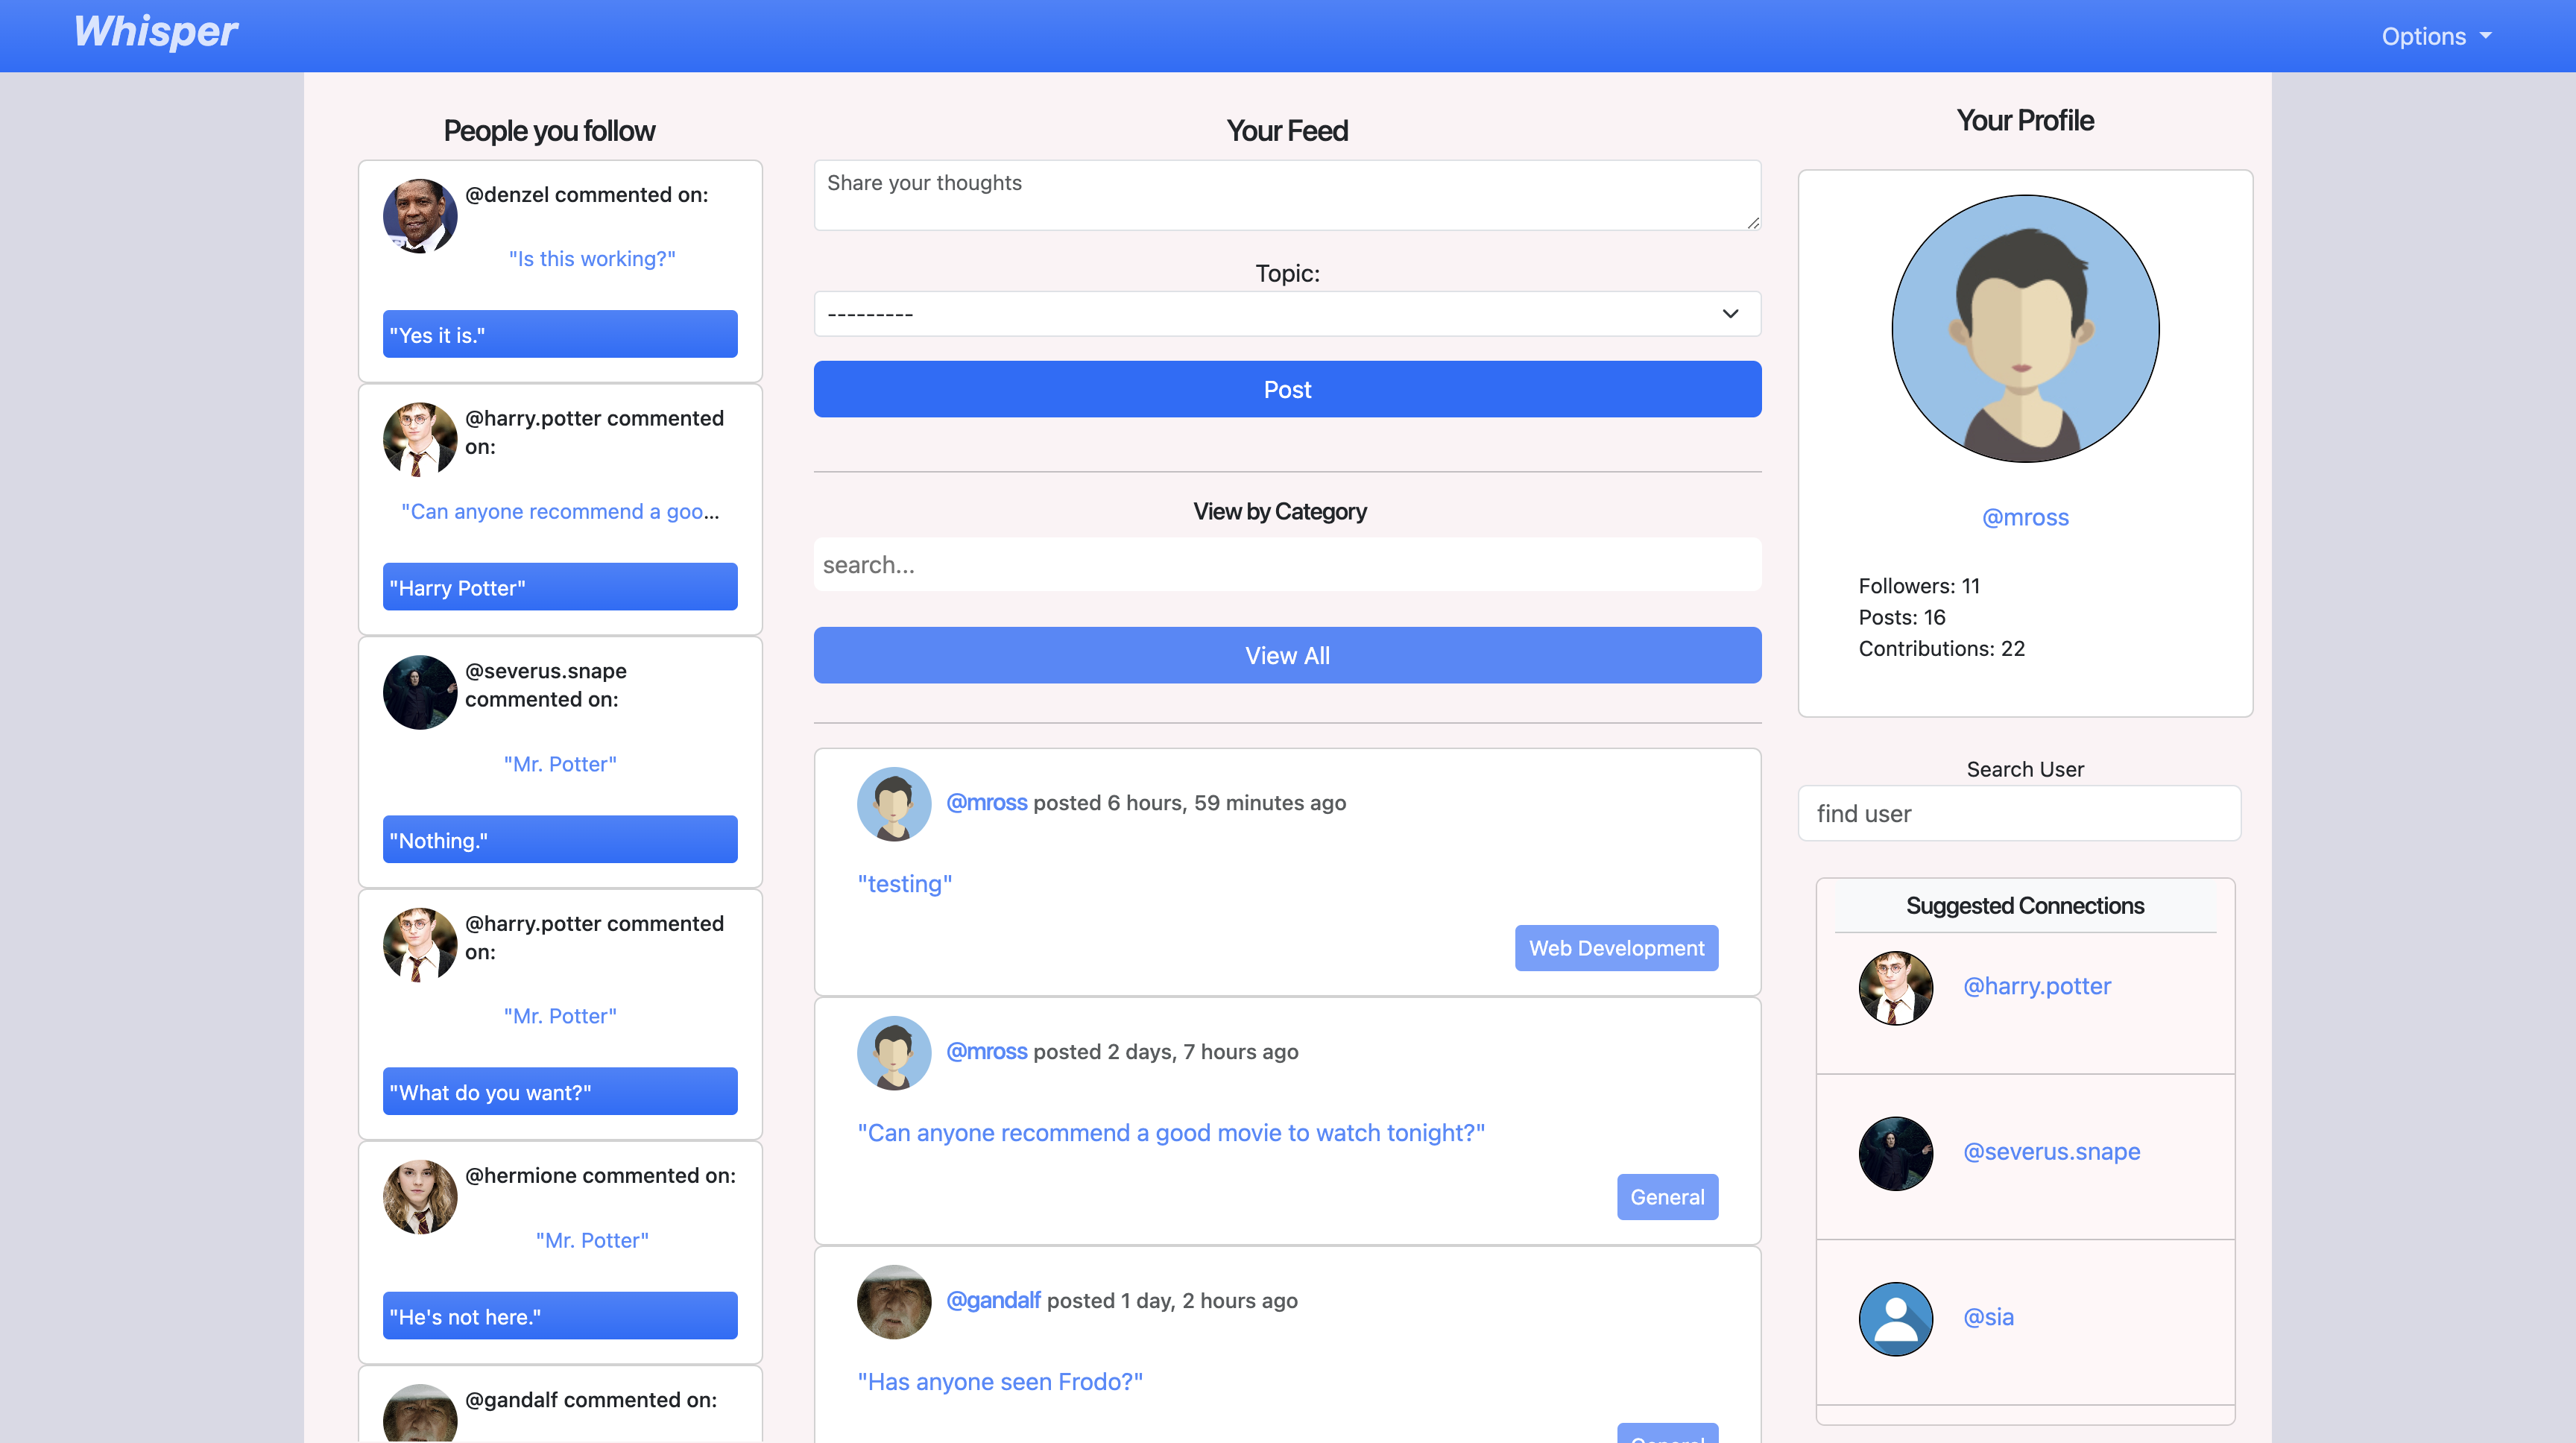 Whisper
Options
People you follow
@denzel commented on:
"Is this working?"
"Yes it is."
@harry.potter commented
on:
"Can anyone recommend a goo...
"Harry Potter"
@severus.snape
commented on:
"Mr. Potter"
"Nothing."
@harry.potter commented
on:
"Mr. Potter"
"What do you want?"
@hermione commented on:
"Mr. Potter"
"He's not here."
@gandalf commented on:
Your Feed
Share your thoughts
Topic:
---------
Post
View by Category
search...
View All
@mross posted 6 hours, 59 minutes ago
"testing"
Web Development
@mross posted 2 days, 7 hours ago
"Can anyone recommend a good movie to watch tonight?"
General
@gandalf posted 1 day, 2 hours ago
"Has anyone seen Frodo?"
General
Your Profile
@mross
Followers: 11
Posts: 16
Contributions: 22
Search User
find user
Suggested Connections
@harry.potter
@severus.snape
@sia